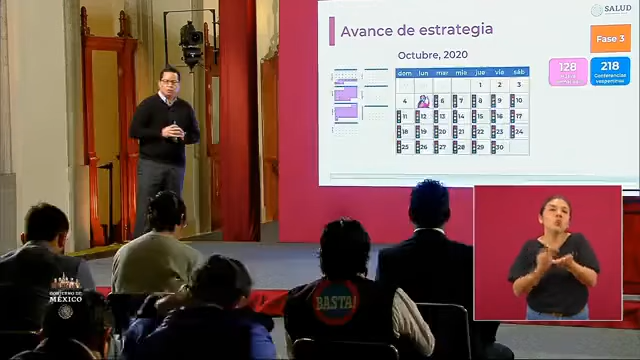 SALUD
Avance de estrategia
Fase 3
Octubre, 2020
128
218
Conferencias
vespertinas
dom lun mar mie jue vie sáb
1 2 3
4 6 7 8 9 10
11 12 13 14 15 16 17
18 19 20 21 22 23 24
25 26 27 28 29 30
BASTA!
GOBIERNO DE
MÉXICO